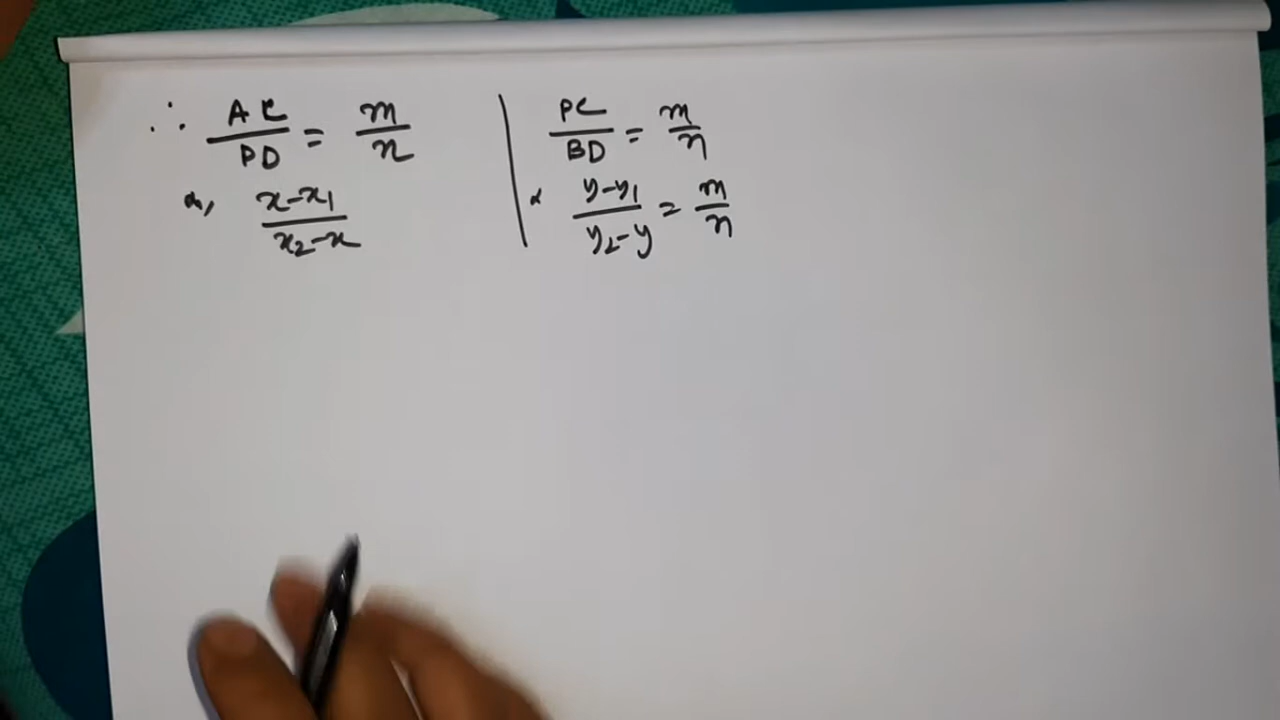 ∴ AC/PD = m/n
or, x-x₁/x₂-x
PC/BD = m/n
or y-y₁/y₂-y = m/n